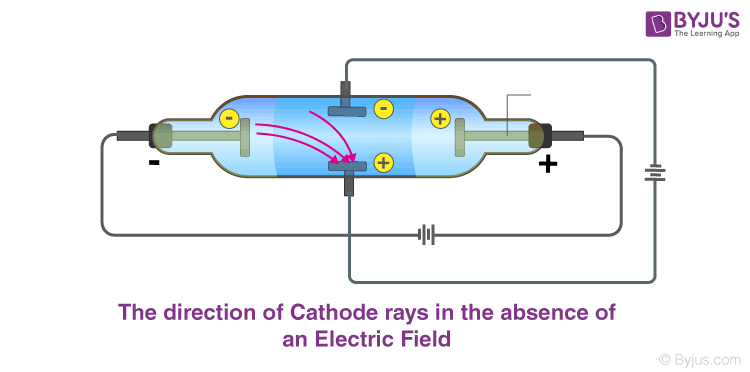 BYJU'S
The Learning App
-
+
-
+
-
+
The direction of Cathode rays in the absence of
an Electric Field
© Byjus.com